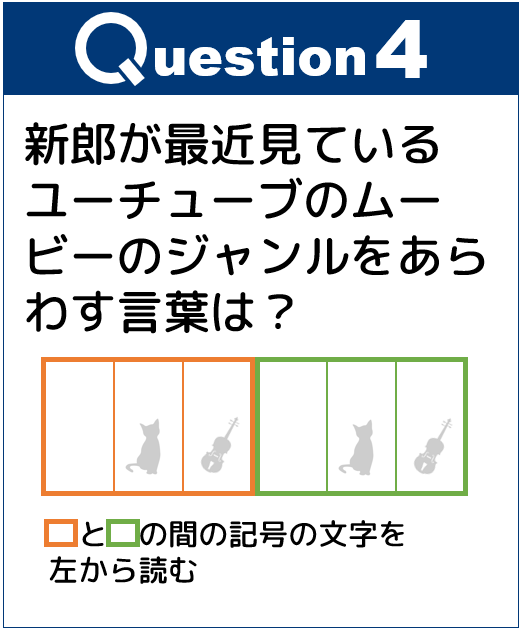 Question 4
新郎が最近見ている
ユーチューブのムー
ビーのジャンルをあら
わす言葉は？
と の間の記号の文字を
左から読む